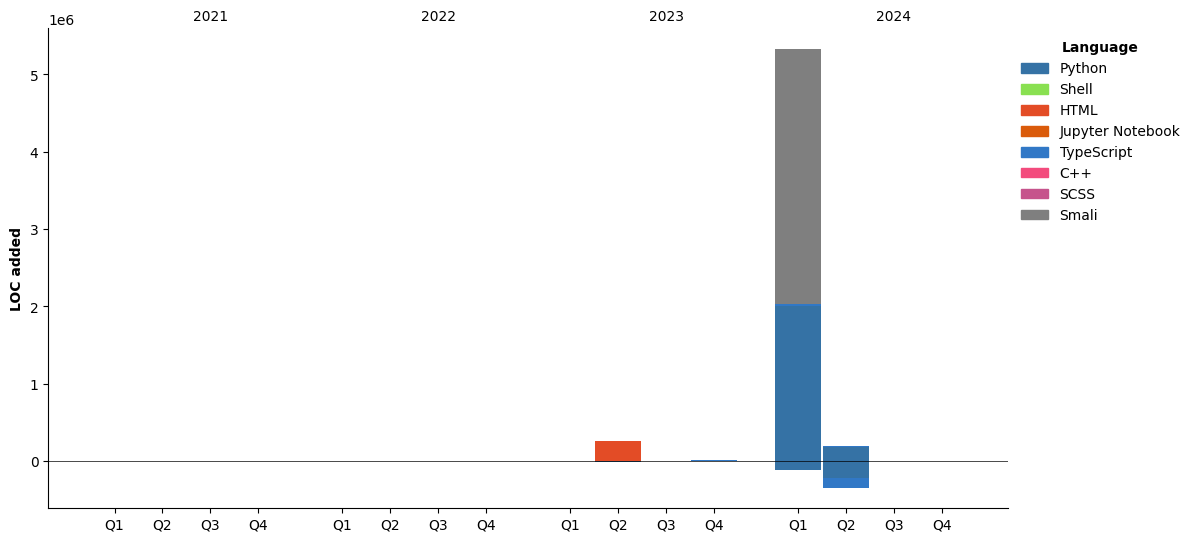 1e6
2021 2022 2023 2024
Language
Python
Shell
HTML
Jupyter Notebook
TypeScript
C++
SCSS
Smali
LOC added
5
4
3
2
1
0
Q1 Q2 Q3 Q4 Q1 Q2 Q3 Q4 Q1 Q2 Q3 Q4 Q1 Q2 Q3 Q4